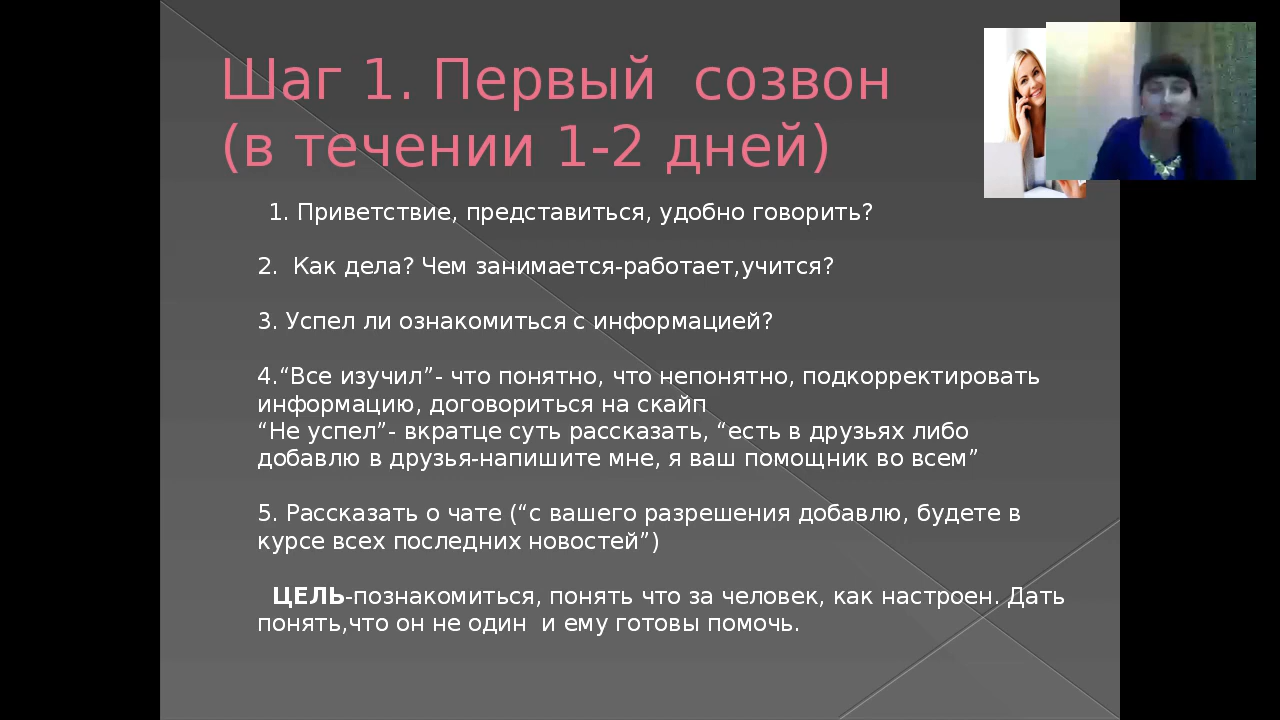 Шаг 1. Первый  созвон
(в течении 1-2 дней)
1. Приветствие, представиться, удобно говорить?
2.  Как дела? Чем занимается-работает,учится?
3. Успел ли ознакомиться с информацией?
4.“Все изучил”- что понятно, что непонятно, подкорректировать
информацию, договориться на скайп
“Не успел”- вкратце суть рассказать, “есть в друзьях либо
добавлю в друзья-напишите мне, я ваш помощник во всем”
5. Рассказать о чате (“с вашего разрешения добавлю, будете в
курсе всех последних новостей”)
ЦЕЛЬ-познакомиться, понять что за человек, как настроен. Дать
понять,что он не один  и ему готовы помочь.